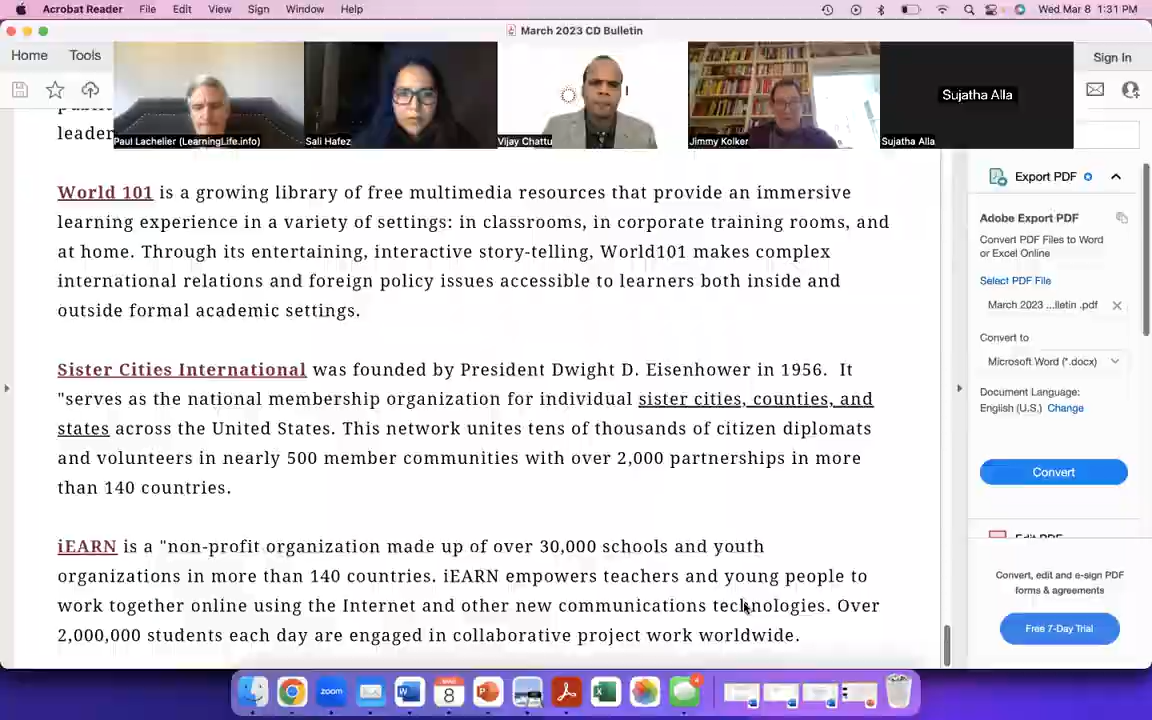 Acrobat Reader File Edit View Sign Window Help
Wed Mar 8 1:31 PM
March 2023 CD Bulletin
Home Tools
Sign In
Paul Lachelier (LearningLife.info)
Sali Hafez
Vijay Chattu
Jimmy Kolker
Sujatha Alla
Sujatha Alla
leader
World 101 is a growing library of free multimedia resources that provide an immersive
learning experience in a variety of settings: in classrooms, in corporate training rooms, and
at home. Through its entertaining, interactive story-telling, World101 makes complex
international relations and foreign policy issues accessible to learners both inside and
outside formal academic settings.
Sister Cities International was founded by President Dwight D. Eisenhower in 1956. It
"serves as the national membership organization for individual sister cities, counties, and
states across the United States. This network unites tens of thousands of citizen diplomats
and volunteers in nearly 500 member communities with over 2,000 partnerships in more
than 140 countries.
iEARN is a "non-profit organization made up of over 30,000 schools and youth
organizations in more than 140 countries. iEARN empowers teachers and young people to
work together online using the Internet and other new communications technologies. Over
2,000,000 students each day are engaged in collaborative project work worldwide.
Export PDF
Adobe Export PDF
Convert PDF Files to Word
or Excel Online
Select PDF File
March 2023 ...lletin .pdf
Convert to
Microsoft Word (*.docx)
Document Language:
English (U.S.) Change
Convert
Edit PDF
Convert, edit and e-sign PDF
forms & agreements
Free 7-Day Trial
zoom
MAR
8
4